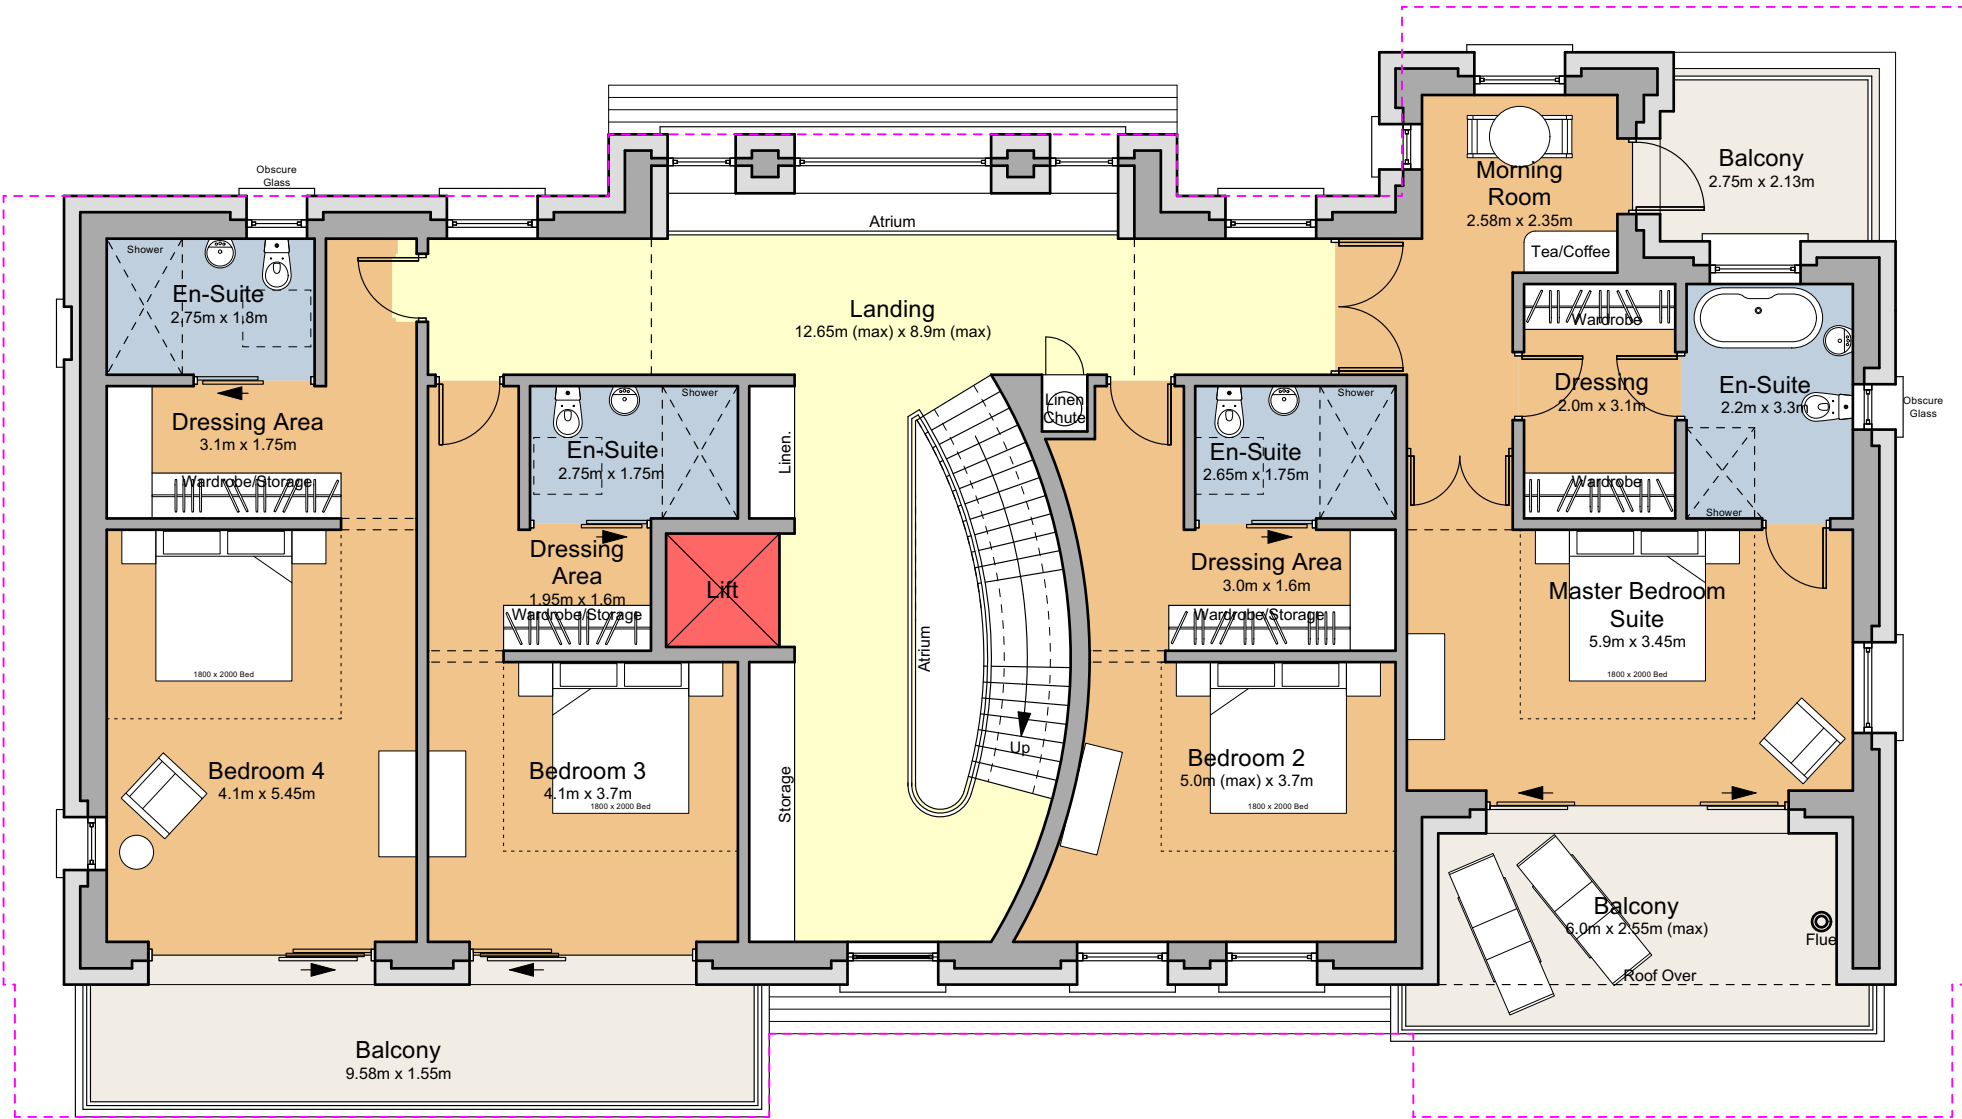 Obscure
Glass
Shower
En-Suite
2.75m x 1.8m
Dressing Area
3.1m x 1.75m
Wardrobe/Storage
1800 x 2000 Bed
Bedroom 4
4.1m x 5.45m
Balcony
9.58m x 1.55m
Shower
En-Suite
2.75m x 1.75m
Dressing
Area
1.95m x 1.6m
Wardrobe/Storage
Bedroom 3
4.1m x 3.7m
1800 x 2000 Bed
Linen.
Lift
Storage
Atrium
Landing
12.65m (max) x 8.9m (max)
Atrium
Up
Linen
Chute
Shower
En-Suite
2.65m x 1.75m
Dressing Area
3.0m x 1.6m
Wardrobe/Storage
Bedroom 2
5.0m (max) x 3.7m
1800 x 2000 Bed
Morning
Room
2.58m x 2.35m
Tea/Coffee
Balcony
2.75m x 2.13m
Wardrobe
Dressing
2.0m x 3.1m
Wardrobe
En-Suite
2.2m x 3.3m
Shower
Obscure
Glass
Master Bedroom
Suite
5.9m x 3.45m
1800 x 2000 Bed
Balcony
6.0m x 2.55m (max)
Flue
Roof Over